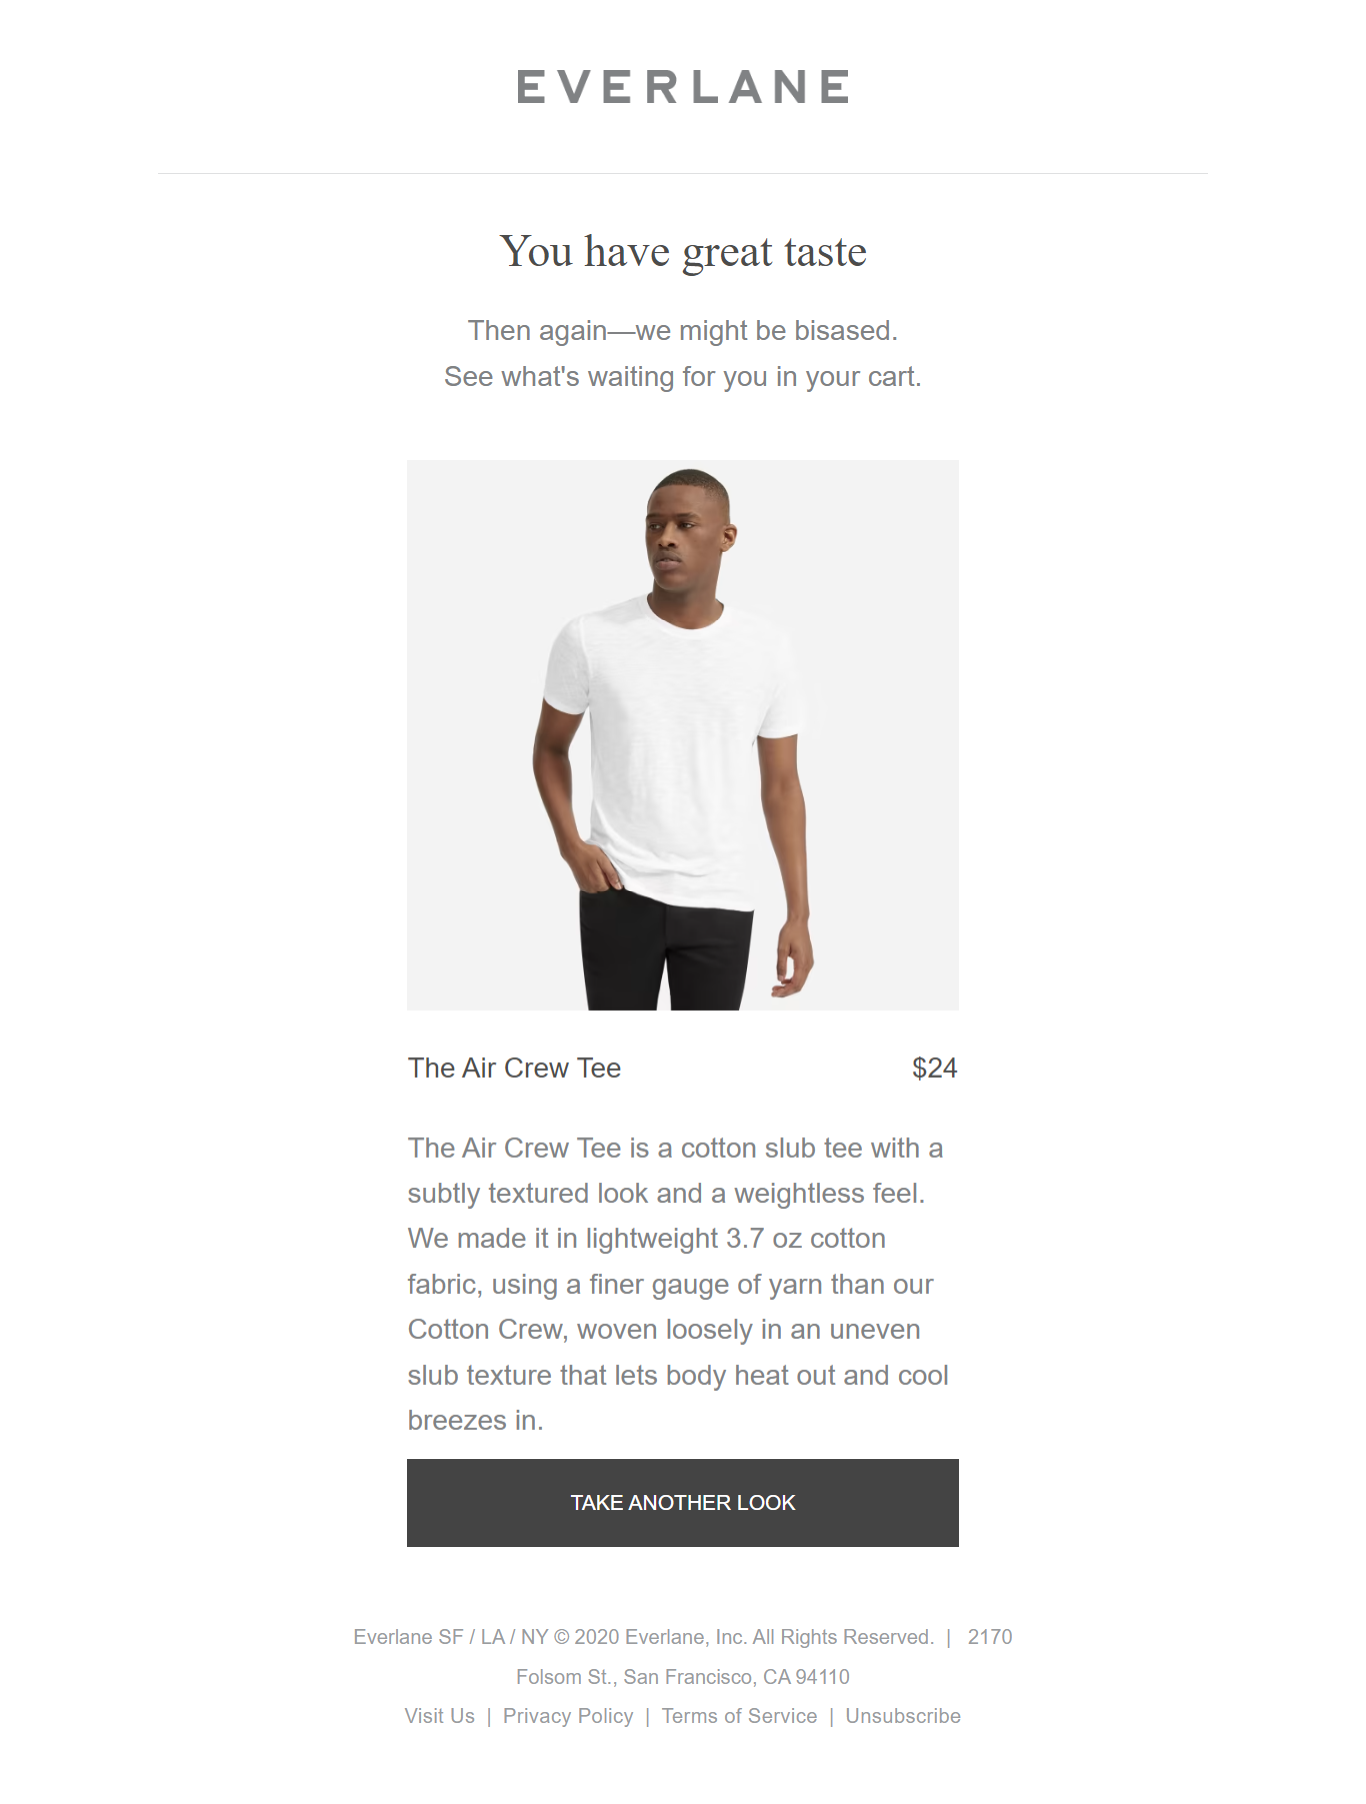 EVERLANE
You have great taste
Then again—we might be bisased.
See what's waiting for you in your cart.
The Air Crew Tee $24
The Air Crew Tee is a cotton slub tee with a
subtly textured look and a weightless feel.
We made it in lightweight 3.7 oz cotton
fabric, using a finer gauge of yarn than our
Cotton Crew, woven loosely in an uneven
slub texture that lets body heat out and cool
breezes in.
TAKE ANOTHER LOOK
Everlane SF / LA / NY © 2020 Everlane, Inc. All Rights Reserved. | 2170
Folsom St., San Francisco, CA 94110
Visit Us | Privacy Policy | Terms of Service | Unsubscribe